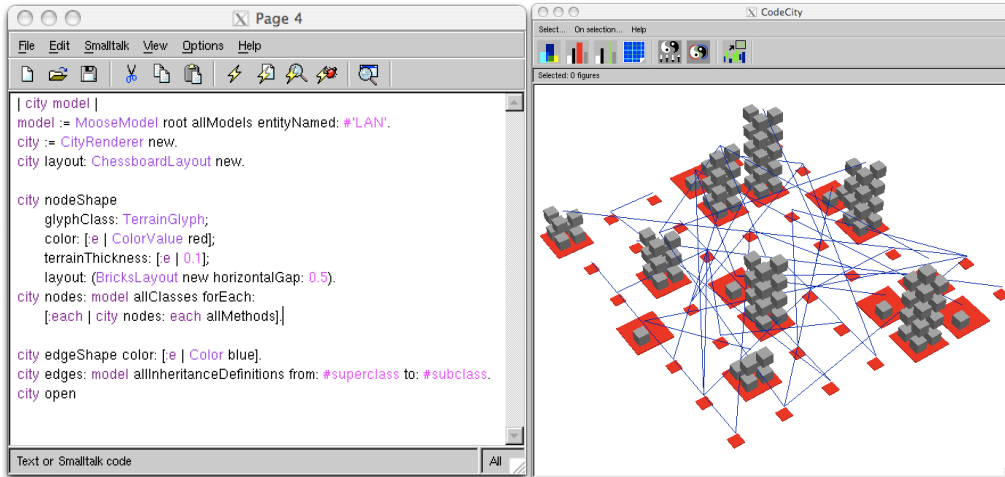 Page 4
File Edit Smalltalk View Options Help
| city model |
model := MooseModel root allModels entityNamed: #'LAN'.
city := CityRenderer new.
city layout: ChessboardLayout new.
city nodeShape
glyphClass: TerrainGlyph;
color: [:e | ColorValue red];
terrainThickness: [:e | 0.1];
layout: (BricksLayout new horizontalGap: 0.5).
city nodes: model allClasses forEach:
[:each | city nodes: each allMethods].
city edgeShape color: [:e | Color blue].
city edges: model allInheritanceDefinitions from: #superclass to: #subclass.
city open
Text or Smalltalk code
All
CodeCity
Select... On selection... Help
Selected: 0 figures